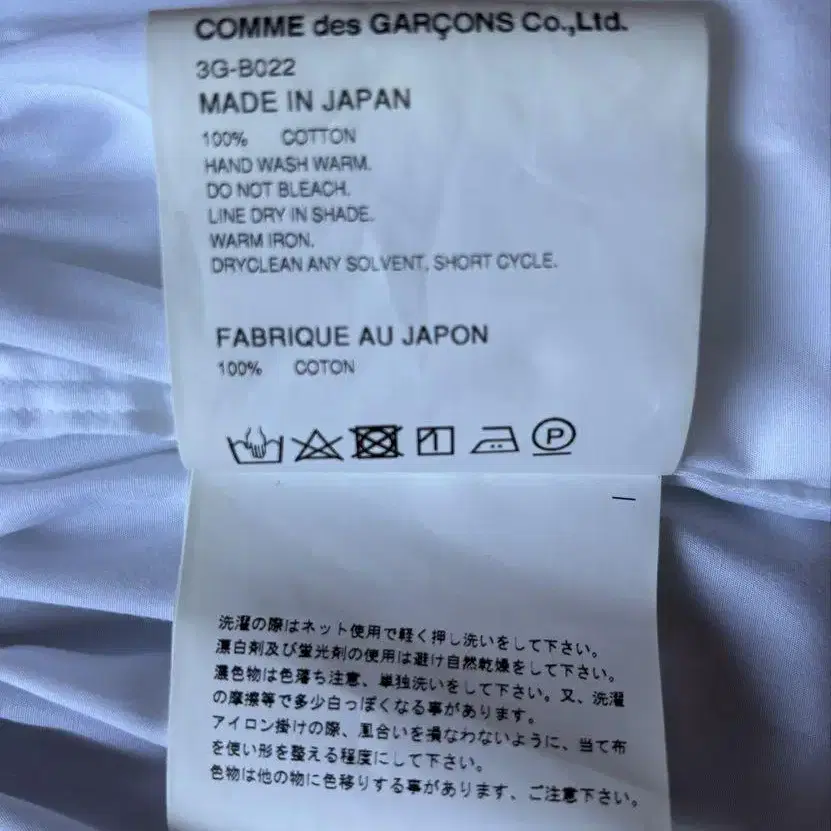 COMME des GARÇONS Co.,Ltd.
3G-B022
MADE IN JAPAN
100% COTTON
HAND WASH WARM.
DO NOT BLEACH.
LINE DRY IN SHADE.
WARM IRON.
DRYCLEAN ANY SOLVENT, SHORT CYCLE.
FABRIQUE AU JAPON
100% COTON
P
洗濯の際はネット使用で軽く押し洗いをして下さい。
漂白剤及び蛍光剤の使用は避け自然乾燥をして下さい。
濃色物は色落ち注意、単独洗いをして下さい。又、洗濯
の摩擦等で多少白っぽくなる事があります。
アイロン掛けの際、風合いを損なわないように、当て布
を使い形を整える程度にして下さい。
色物は他の物に色移りする事があります、ご注意下さい。